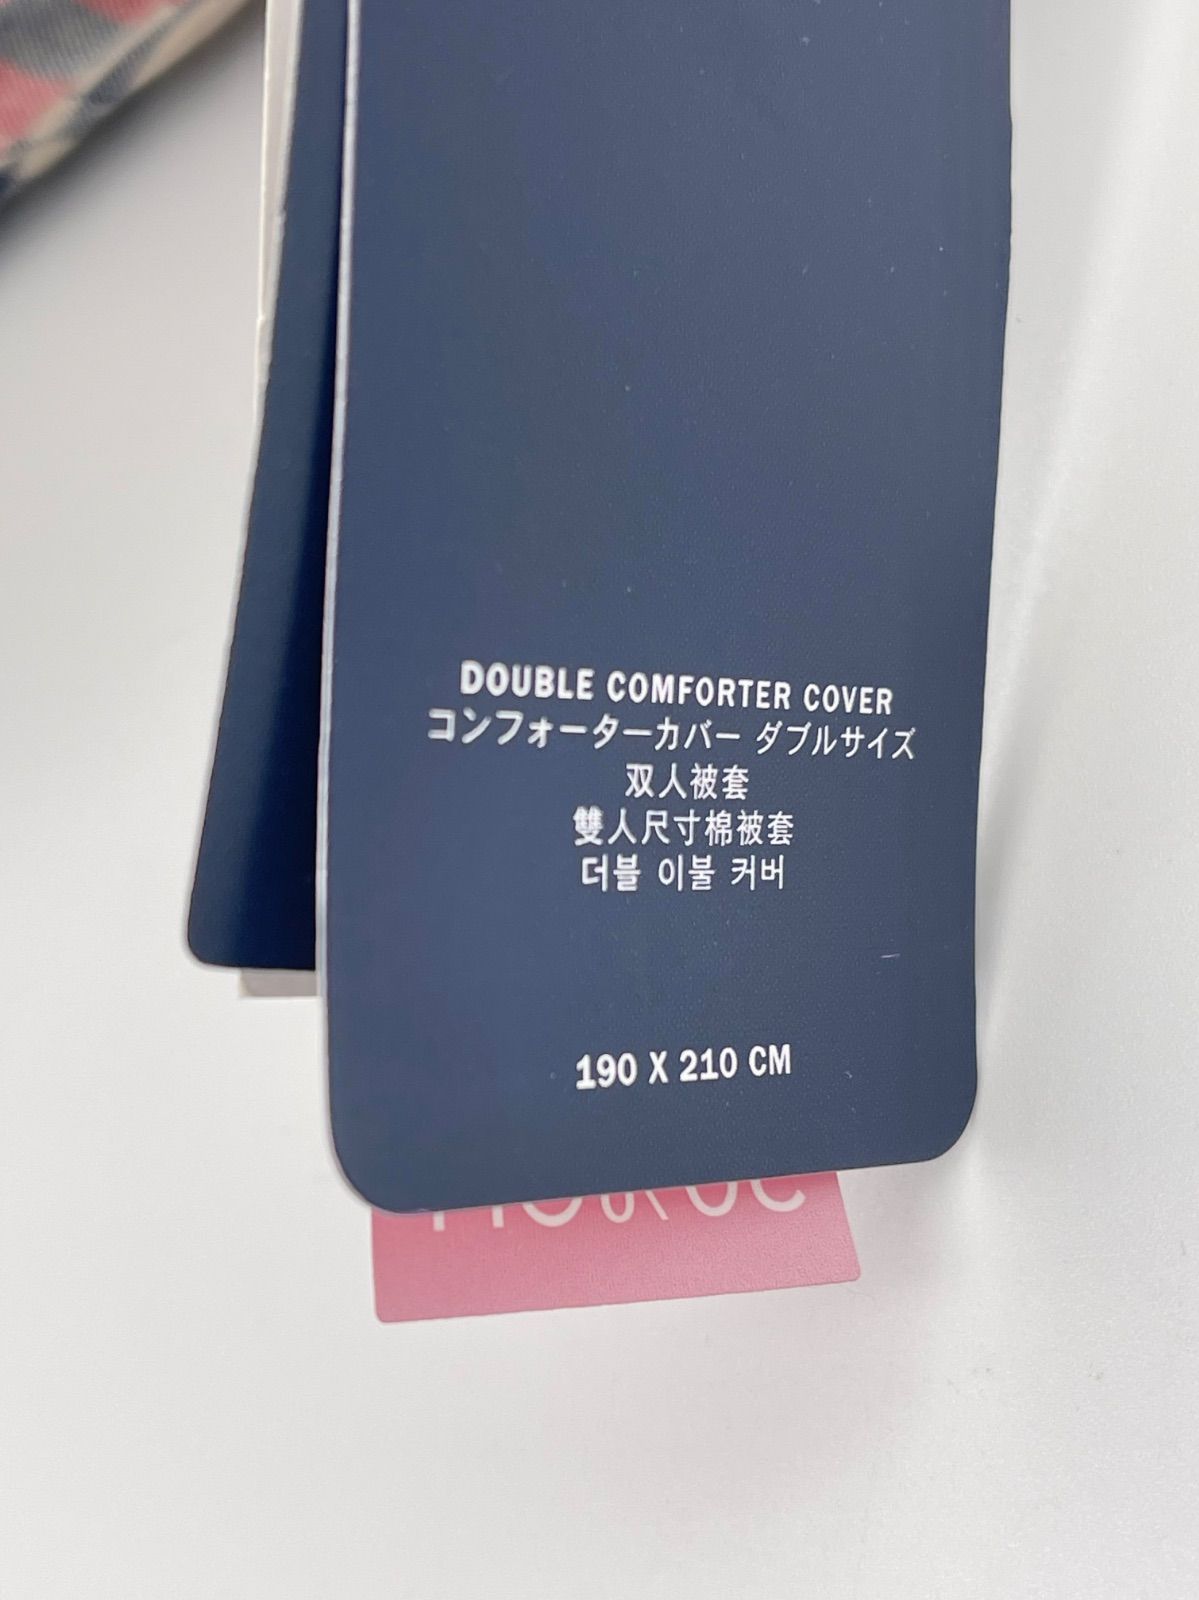 DOUBLE COMFORTER COVER
コンフォーターカバー ダブルサイズ
双人被套
雙人尺寸棉被套
더블 이불 커버
190 X 210 CM